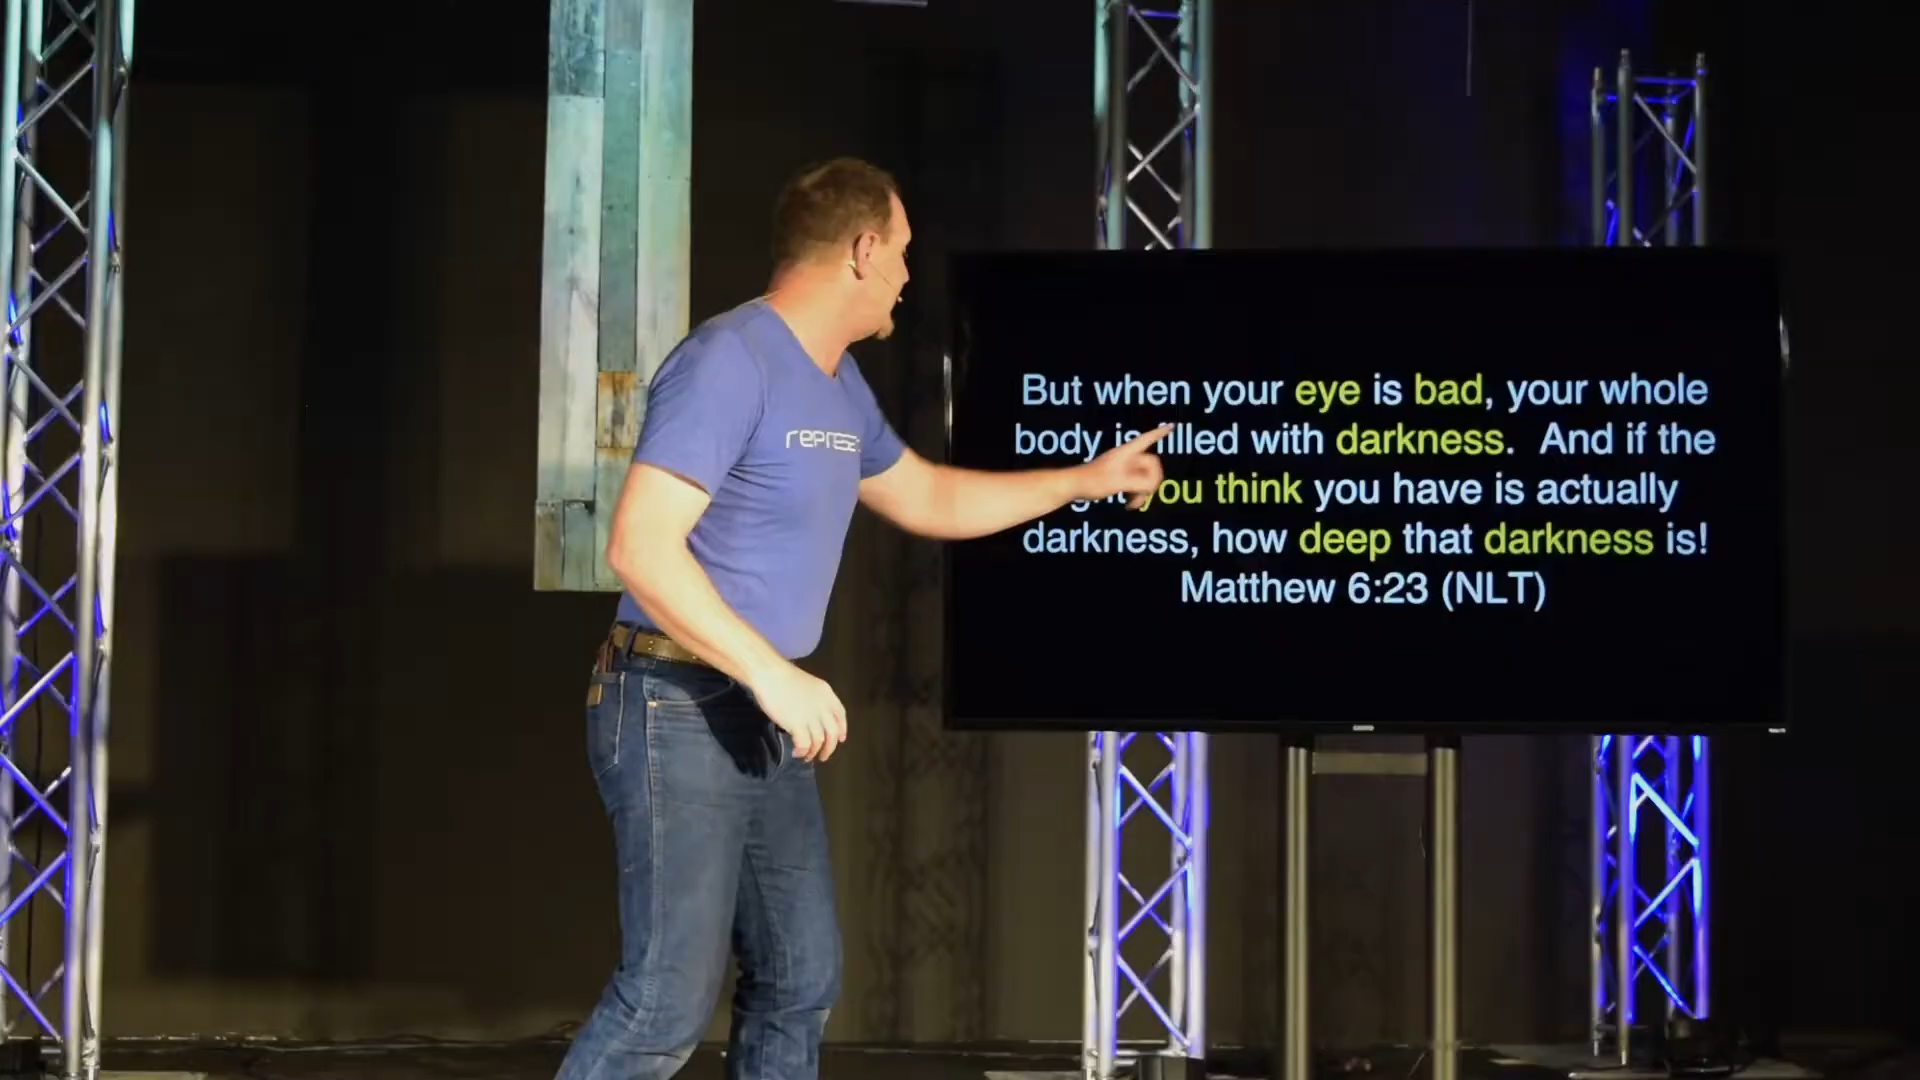 But when your eye is bad, your whole
body is filled with darkness. And if the
you think you have is actually
darkness, how deep that darkness is!
Matthew 6:23 (NLT)